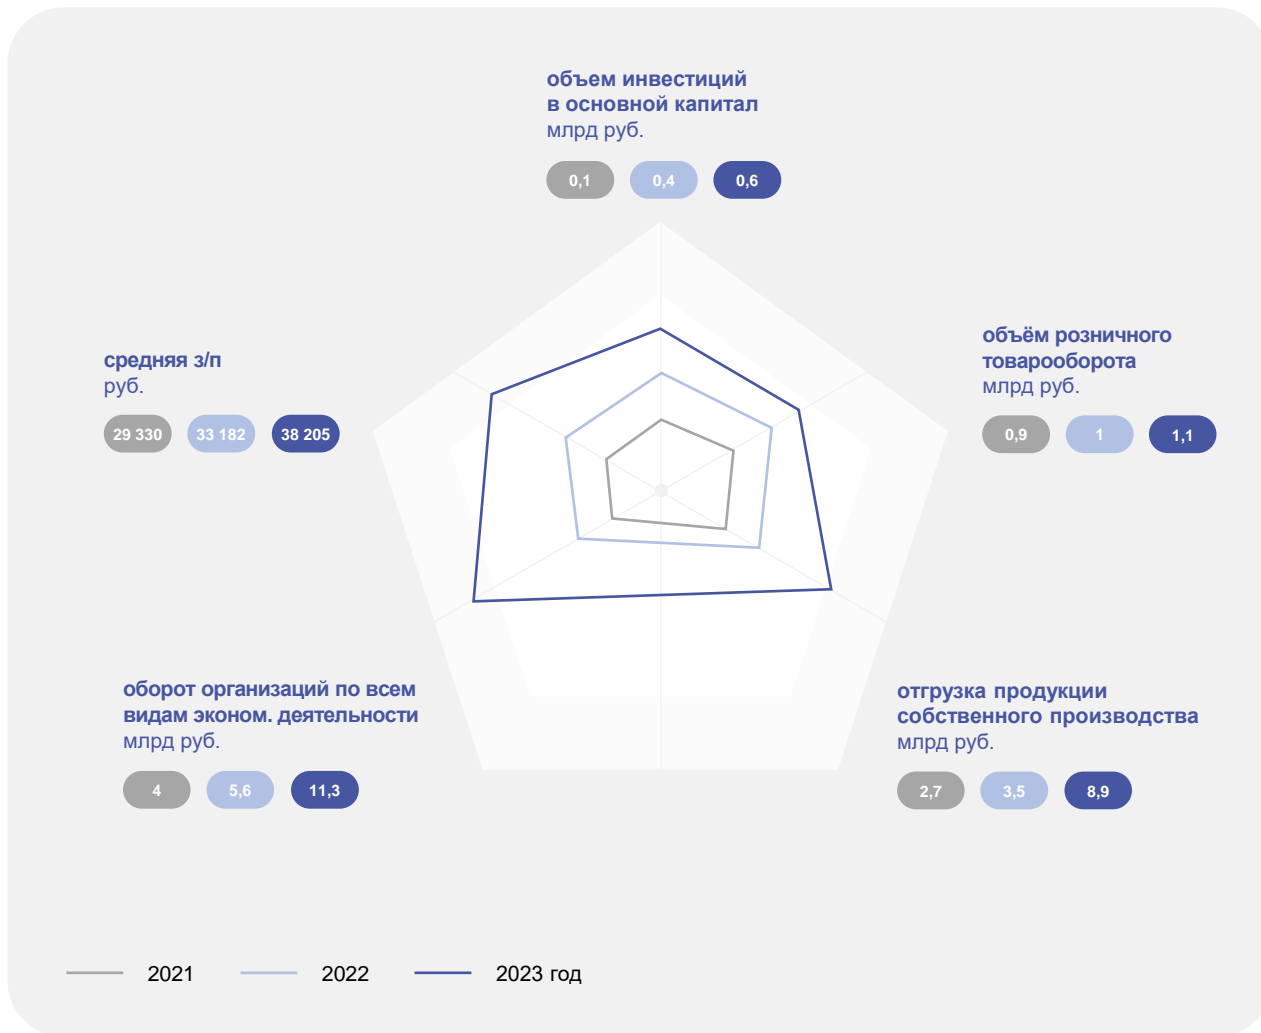 объем инвестиций
в основной капитал
млрд руб.
0,1 0,4 0,6
объём розничного
товарооборота
млрд руб.
0,9 1 1,1
средняя з/п
руб.
29 330 33 182 38 205
оборот организаций по всем
видам эконом. деятельности
млрд руб.
4 5,6 11,3
отгрузка продукции
собственного производства
млрд руб.
2,7 3,5 8,9
2021 2022 2023 год